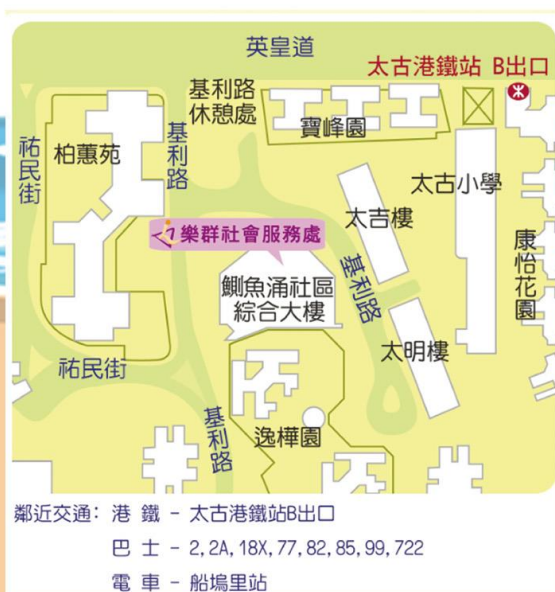 英皇道
太古港鐵站 B出口
基利路
休憩處
寶峰園
祐民街
柏蕙苑
基利路
太古小學
太吉樓
樂群社會服務處
康怡花園
基利路
鰂魚涌社區
綜合大樓
太明樓
祐民街
基利路
逸樺園
鄰近交通: 港 鐵 - 太古港鐵站B出口
巴 士 - 2, 2A, 18X, 77, 82, 85, 99, 722
電 車 - 船塢里站